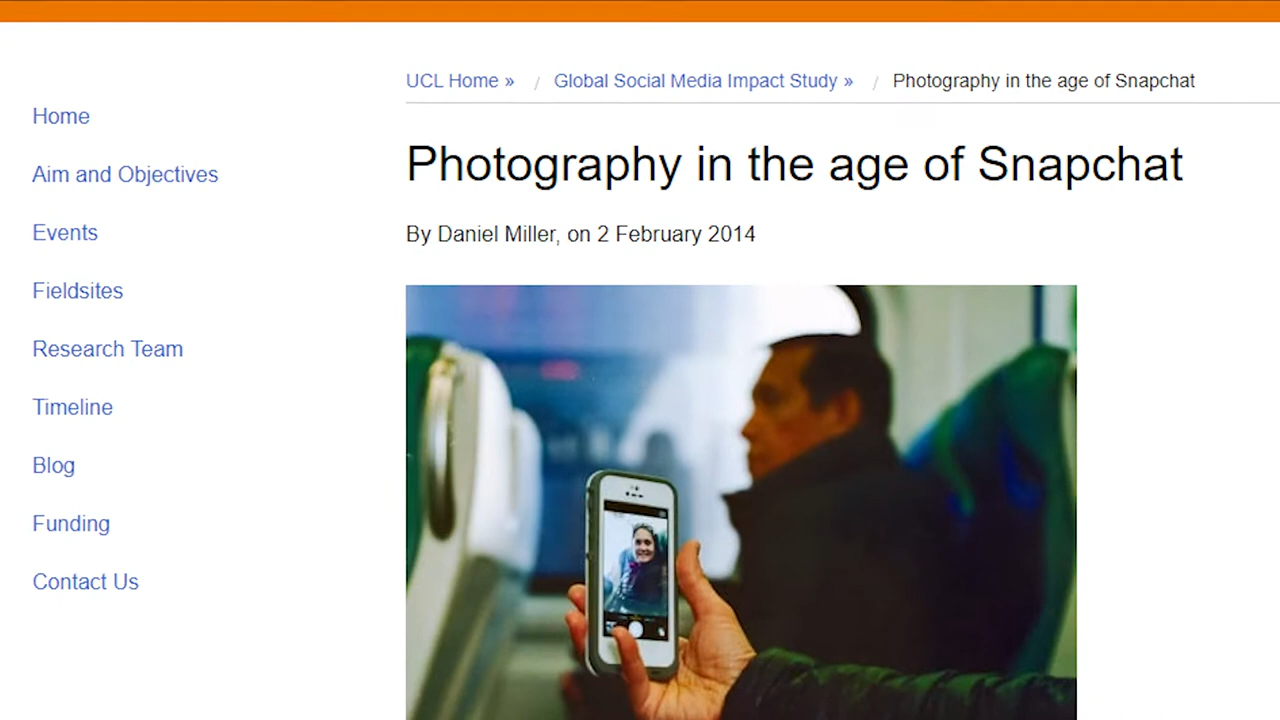 UCL Home » / Global Social Media Impact Study » / Photography in the age of Snapchat
Home
Aim and Objectives
Events
Fieldsites
Research Team
Timeline
Blog
Funding
Contact Us
Photography in the age of Snapchat
By Daniel Miller, on 2 February 2014